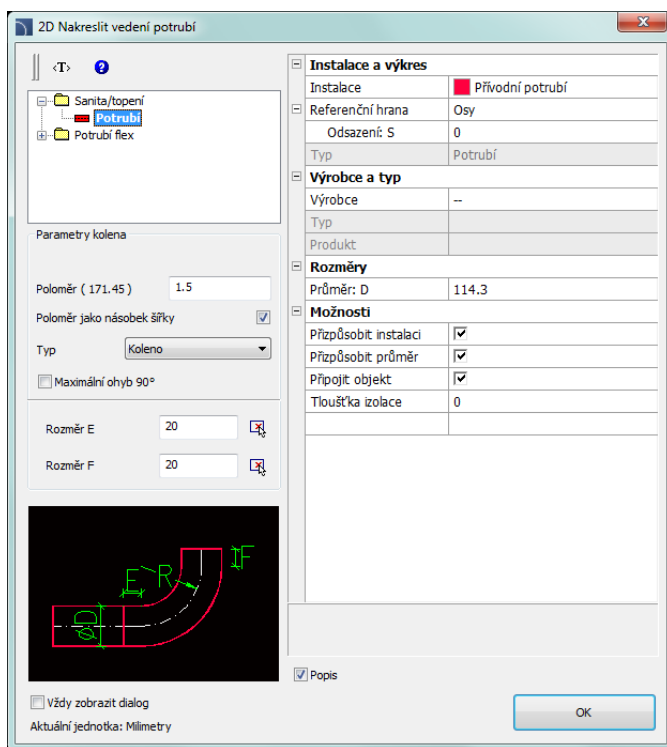 2D Nakreslit vedení potrubí
‹T›
Sanita/topení
Potrubí
Potrubí flex
Parametry kolena
Poloměr ( 171.45 ) 1.5
Poloměr jako násobek šířky
Typ Koleno
Maximální ohyb 90°
Rozměr E 20
Rozměr F 20
E R F
øD
Vždy zobrazit dialog
Aktuální jednotka: Milimetry
Instalace a výkres
Instalace Přívodní potrubí
Referenční hrana Osy
Odsazení: S 0
Typ Potrubí
Výrobce a typ
Výrobce --
Typ
Produkt
Rozměry
Průměr: D 114.3
Možnosti
Přizpůsobit instalaci
Přizpůsobit průměr
Připojit objekt
Tloušťka izolace 0
Popis
OK